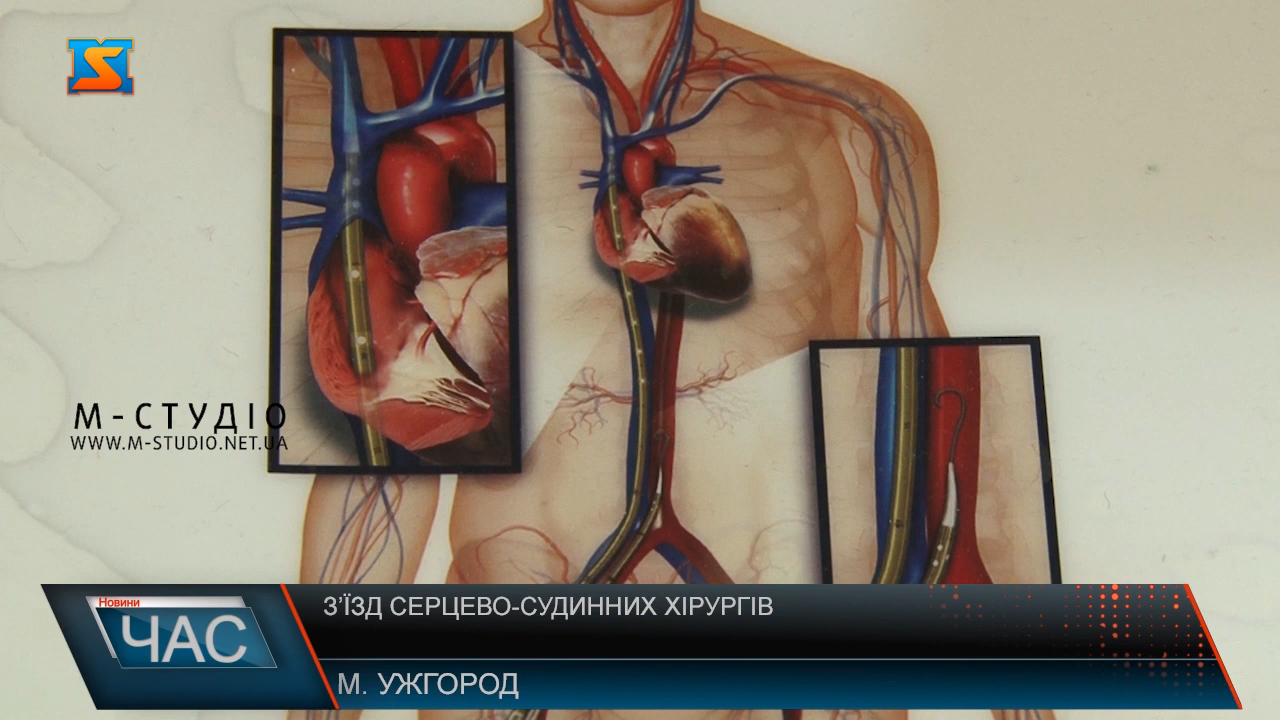 М-СТУДІО
WWW.M-STUDIO.NET.UA
Новини
ЧАС
З'ЇЗД СЕРЦЕВО-СУДИННИХ ХІРУРГІВ
М. УЖГОРОД